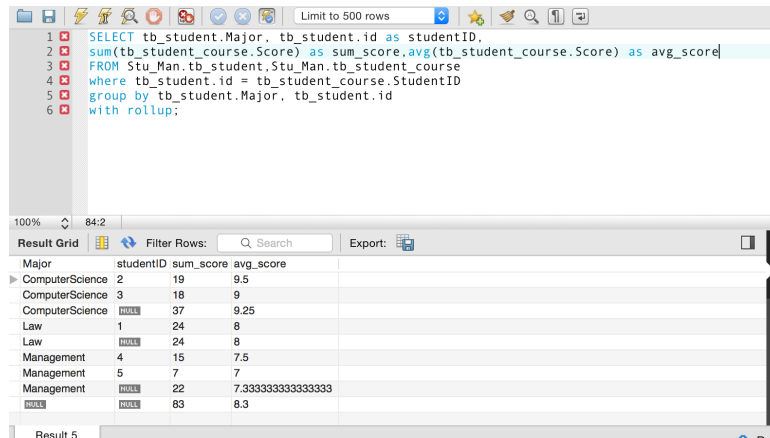 Limit to 500 rows
1 SELECT tb_student.Major, tb_student.id as studentID,
2 sum(tb_student_course.Score) as sum_score,avg(tb_student_course.Score) as avg_score
3 FROM Stu_Man.tb_student,Stu_Man.tb_student_course
4 where tb_student.id = tb_student_course.StudentID
5 group by tb_student.Major, tb_student.id
6 with rollup;
100% 84:2
Result Grid Filter Rows: Search Export:
Major studentID sum_score avg_score
ComputerScience 2 19 9.5
ComputerScience 3 18 9
ComputerScience NULL 37 9.25
Law 1 24 8
Law NULL 24 8
Management 4 15 7.5
Management 5 7 7
Management NULL 22 7.333333333333333
NULL NULL 83 8.3
Result 5